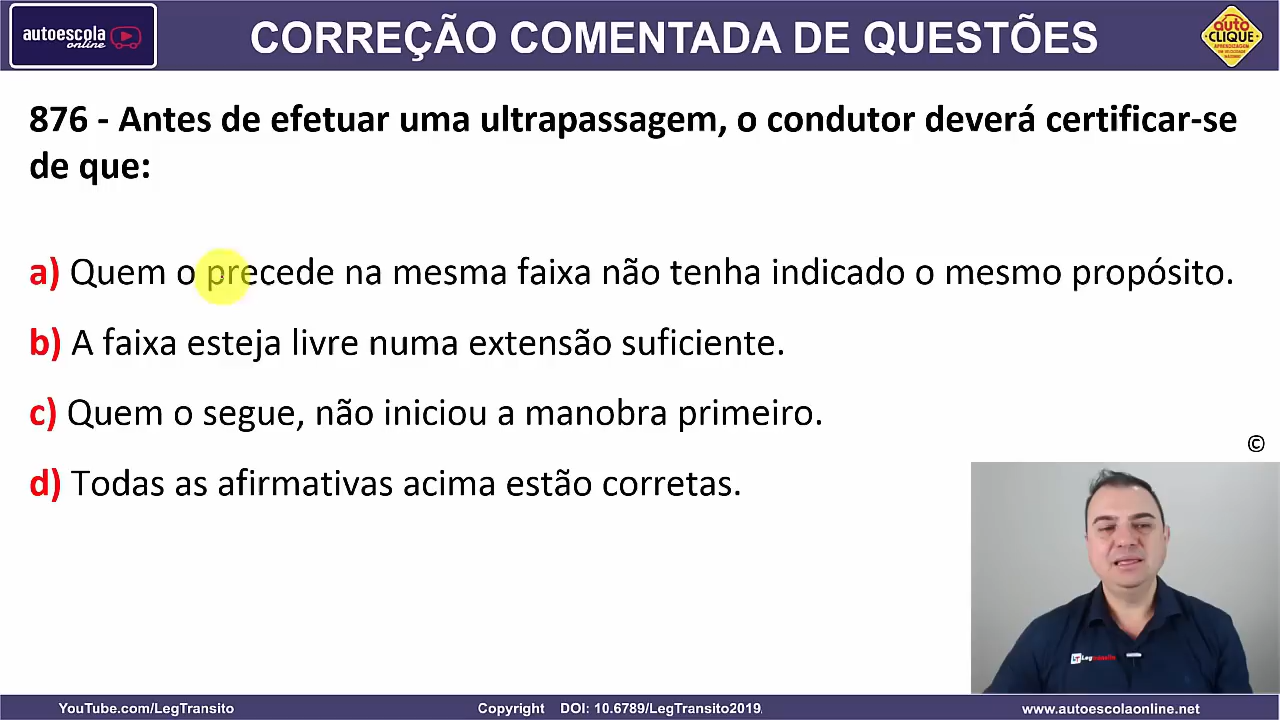 autoescola
online
CORREÇÃO COMENTADA DE QUESTÕES
auto
CLIQUE
876 - Antes de efetuar uma ultrapassagem, o condutor deverá certificar-se
de que:
a) Quem o precede na mesma faixa não tenha indicado o mesmo propósito.
b) A faixa esteja livre numa extensão suficiente.
c) Quem o segue, não iniciou a manobra primeiro.
d) Todas as afirmativas acima estão corretas.
©
YouTube.com/LegTransito
Copyright DOI: 10.6789/LegTransito2019.
www.autoescolaonline.net